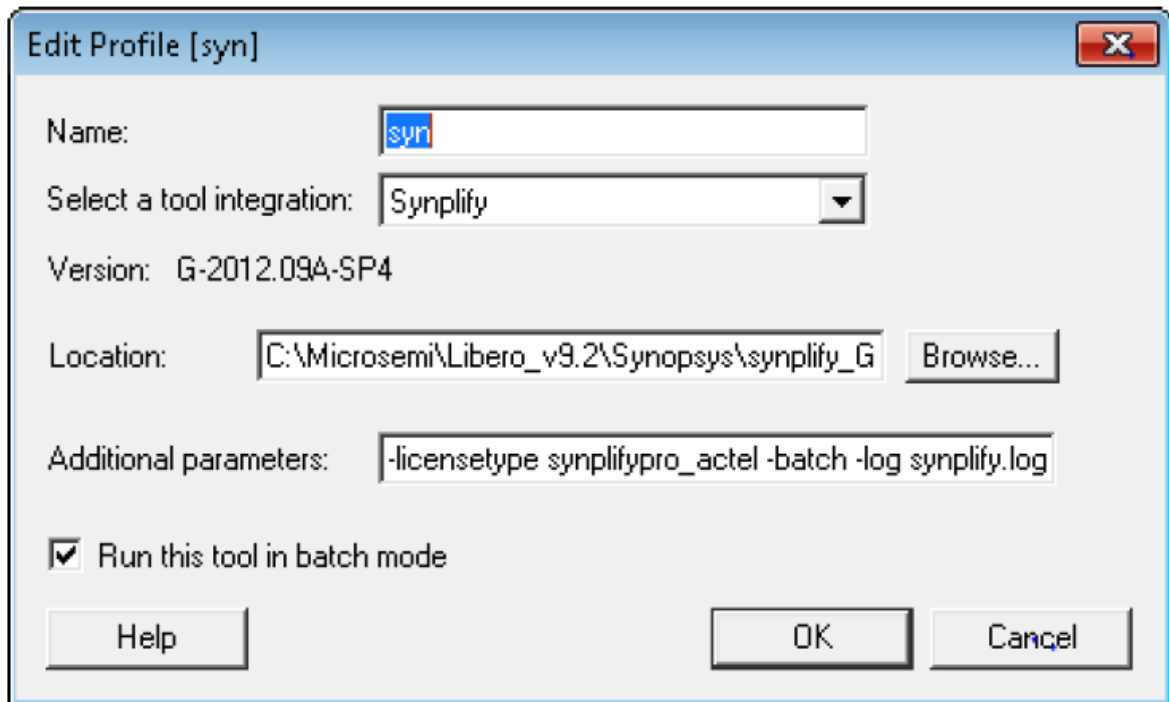 Edit Profile [syn]
Name: syn
Select a tool integration: Synplify
Version: G-2012.09A-SP4
Location: C:\Microsemi\Libero_v9.2\Synopsys\synplify_G Browse...
Additional parameters: -licensetype synplifypro_actel -batch -log synplify.log
Run this tool in batch mode
Help OK Cancel